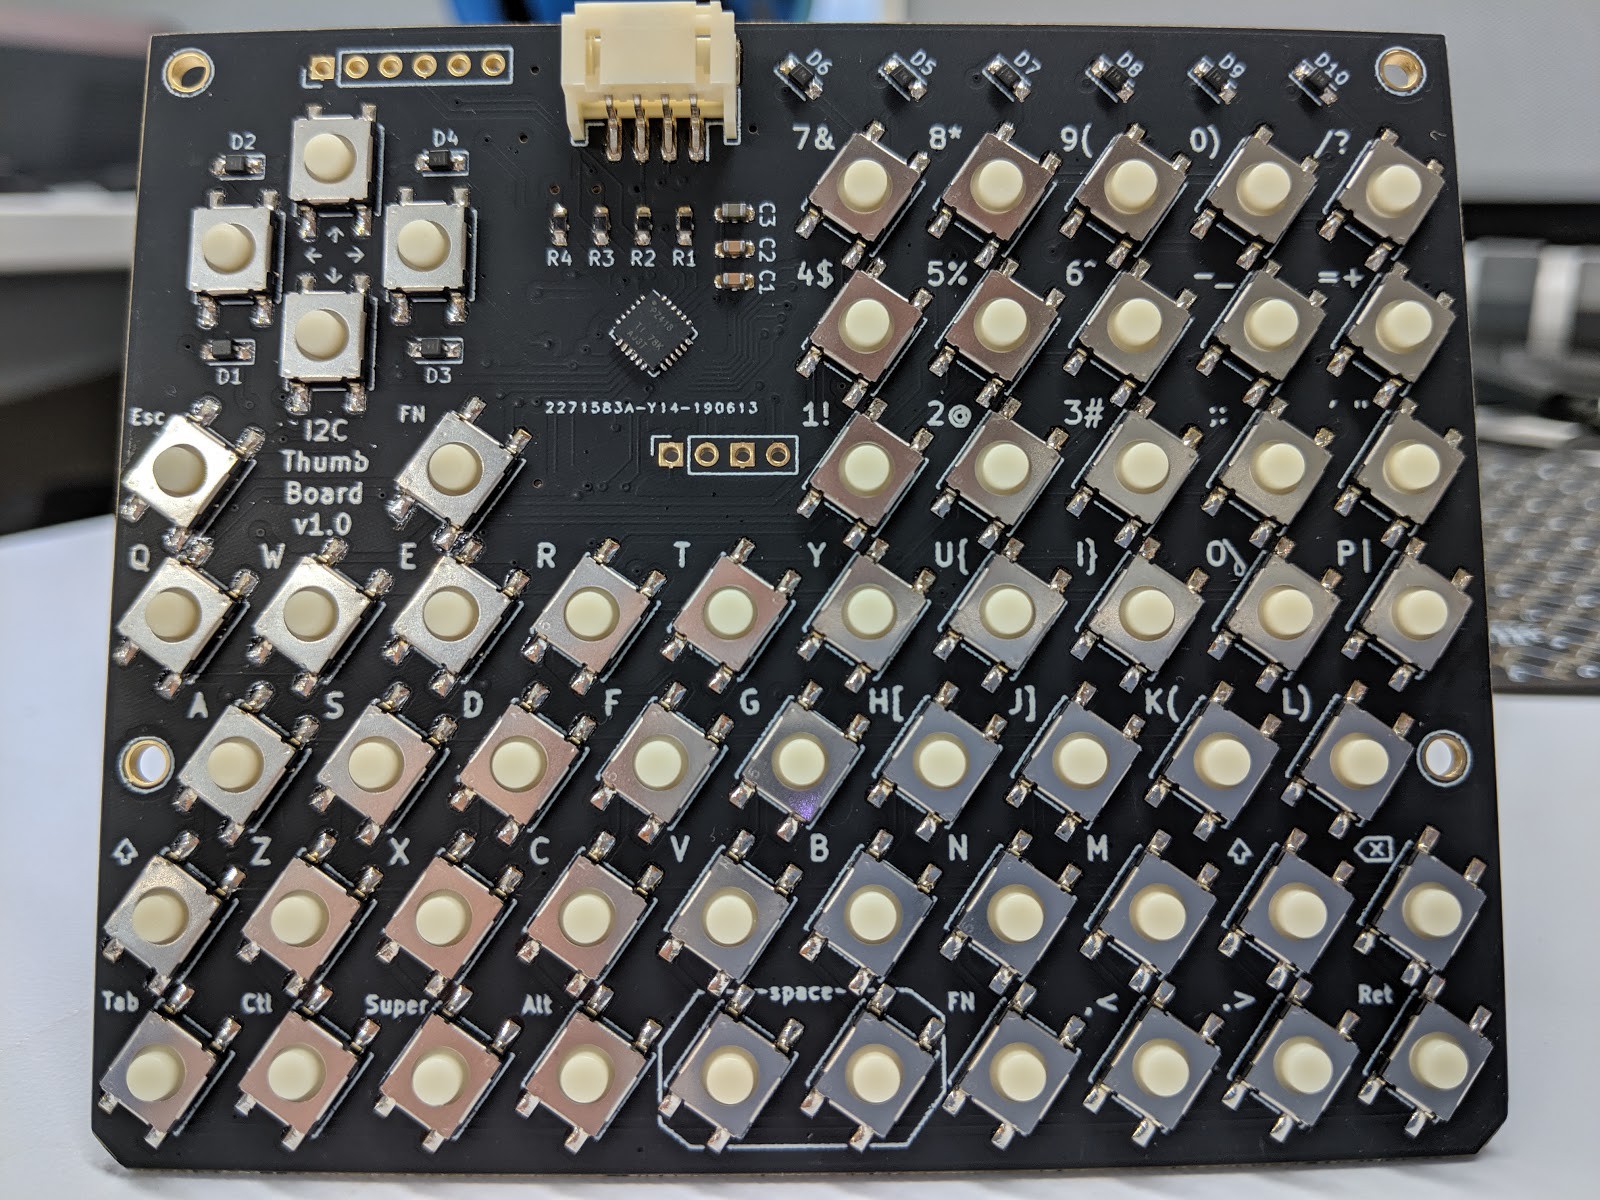 D6 D5 D7 D8 D9 D10
D2 D4
7& 8* 9( 0) /?
C3
C2
C1
R4 R3 R2 R1
← ↑ ↓ →
4$ 5% 6^ -_ =+
D1 D3
2271583A-Y14-190613
Esc FN
1! 2@ 3# ;: ' "
I2C
Thumb
Board
v1.0
Q W E R T Y U{ I} O\ P|
A S D F G H[ J] K( L)
Z X C V B N M
Tab Ctl Super Alt space FN ,< .> Ret